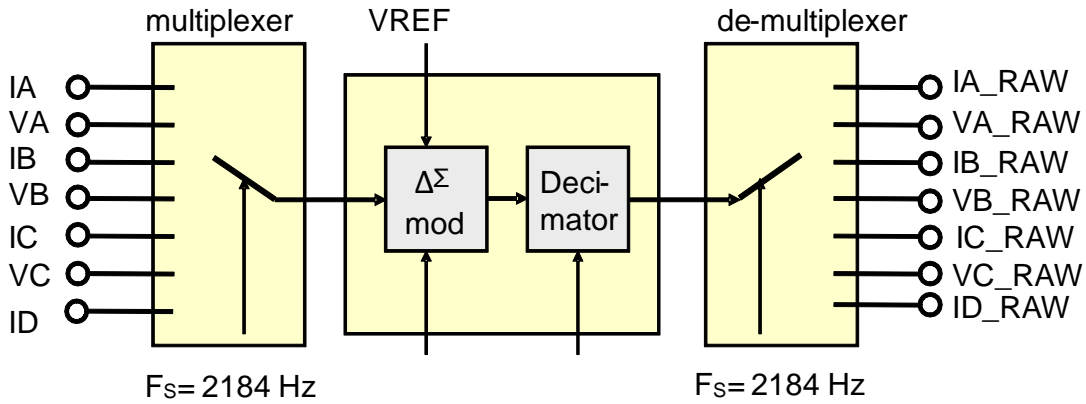 multiplexer
VREF
de-multiplexer
IA
VA
IB
VB
IC
VC
ID
ΔΣ
mod
Deci-
mator
IA_RAW
VA_RAW
IB_RAW
VB_RAW
IC_RAW
VC_RAW
ID_RAW
FS= 2184 Hz
FS= 2184 Hz